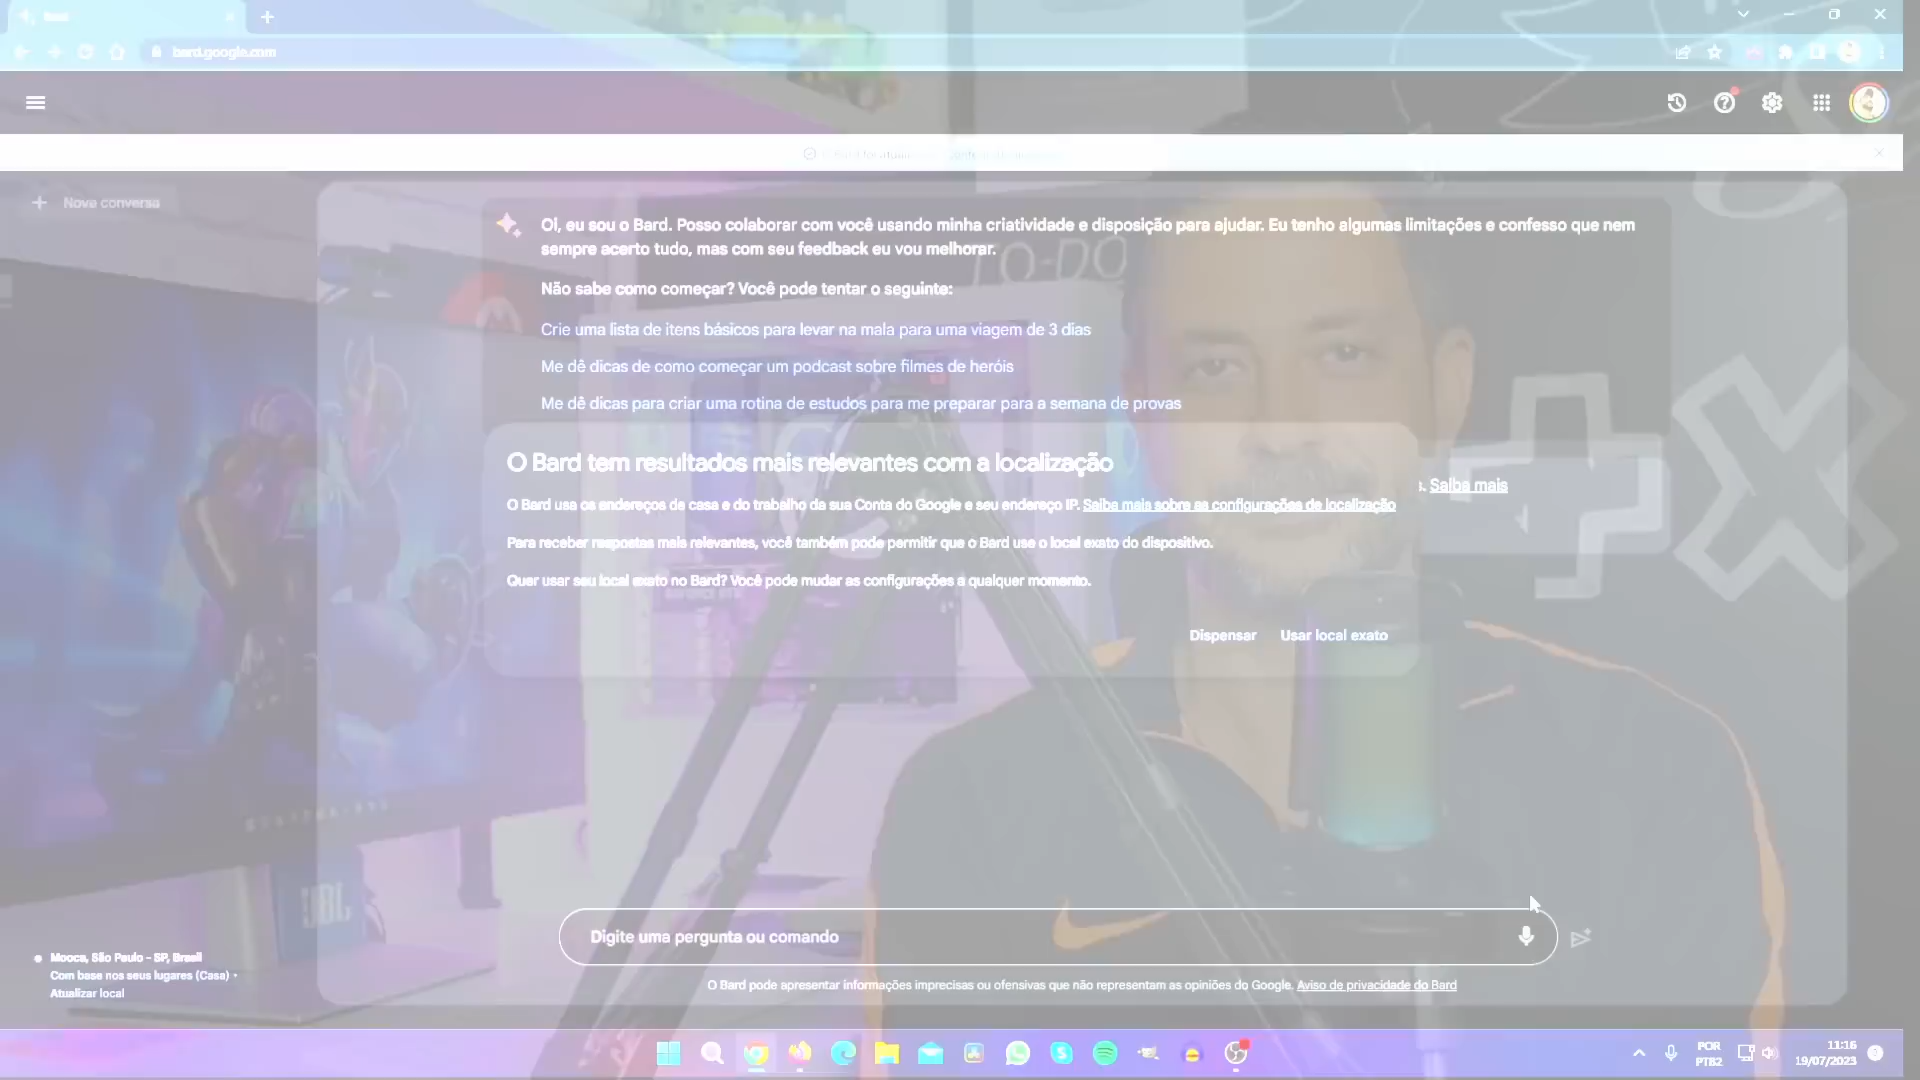 bard.google.com
Nova conversa
Oi, eu sou o Bard. Posso colaborar com você usando minha criatividade e disposição para ajudar. Eu tenho algumas limitações e confesso que nem
sempre acerto tudo, mas com seu feedback eu vou melhorar.
TO-DO
Não sabe como começar? Você pode tentar o seguinte:
Crie uma lista de itens básicos para levar na mala para uma viagem de 3 dias
Me dê dicas de como começar um podcast sobre filmes de heróis
Me dê dicas para criar uma rotina de estudos para me preparar para a semana de provas
O Bard tem resultados mais relevantes com a localização
. Saiba mais
O Bard usa os endereços de casa e do trabalho da sua Conta do Google e seu endereço IP. Saiba mais sobre as configurações de localização
Para receber respostas mais relevantes, você também pode permitir que o Bard use o local exato do dispositivo.
Quer usar seu local exato no Bard? Você pode mudar as configurações a qualquer momento.
Dispensar Usar local exato
JBL
Digite uma pergunta ou comando
Mooca, São Paulo - SP, Brasil
Com base nos seus lugares (Casa) •
Atualizar local
O Bard pode apresentar informações imprecisas ou ofensivas que não representam as opiniões do Google. Aviso de privacidade do Bard
POR
PTB2
11:16
19/07/2023